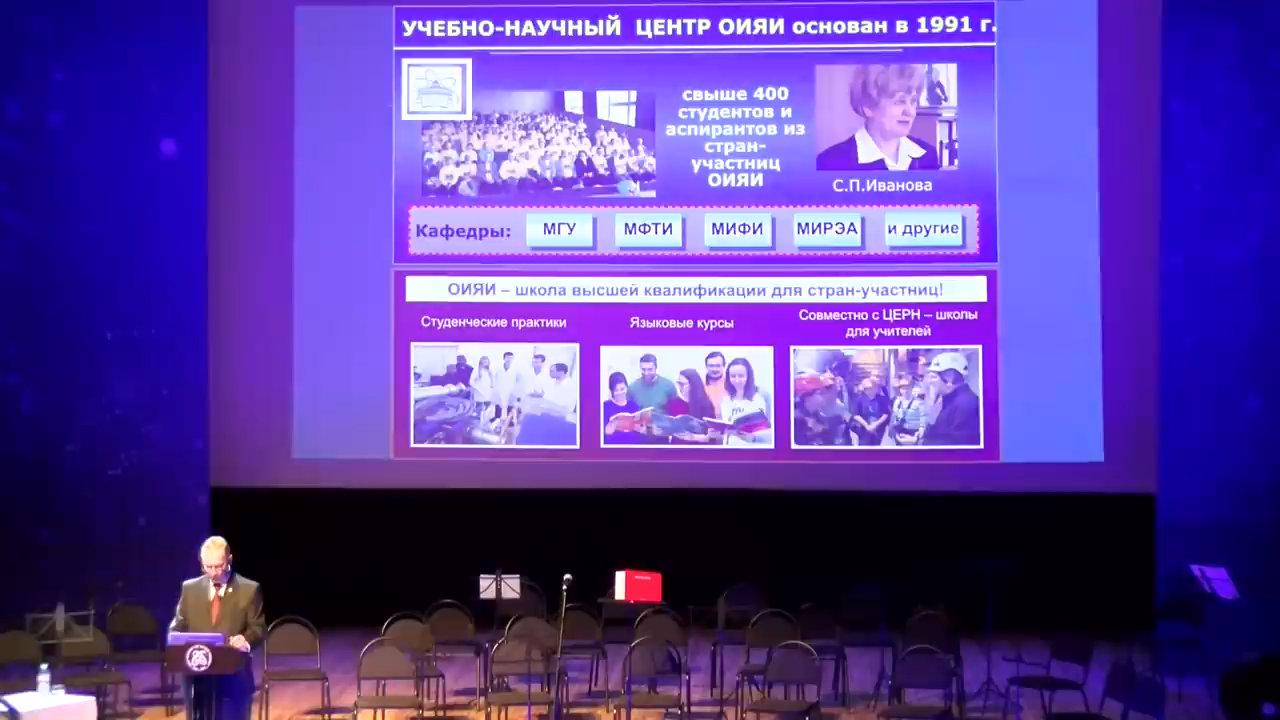 УЧЕБНО-НАУЧНЫЙ ЦЕНТР ОИЯИ основан в 1991 г.
свыше 400
студентов и
аспирантов из
стран-
участниц
ОИЯИ
С.П.Иванова
Кафедры: МГУ МФТИ МИФИ МИРЭА и другие
ОИЯИ – школа высшей квалификации для стран-участниц!
Студенческие практики
Языковые курсы
Совместно с ЦЕРН – школы
для учителей